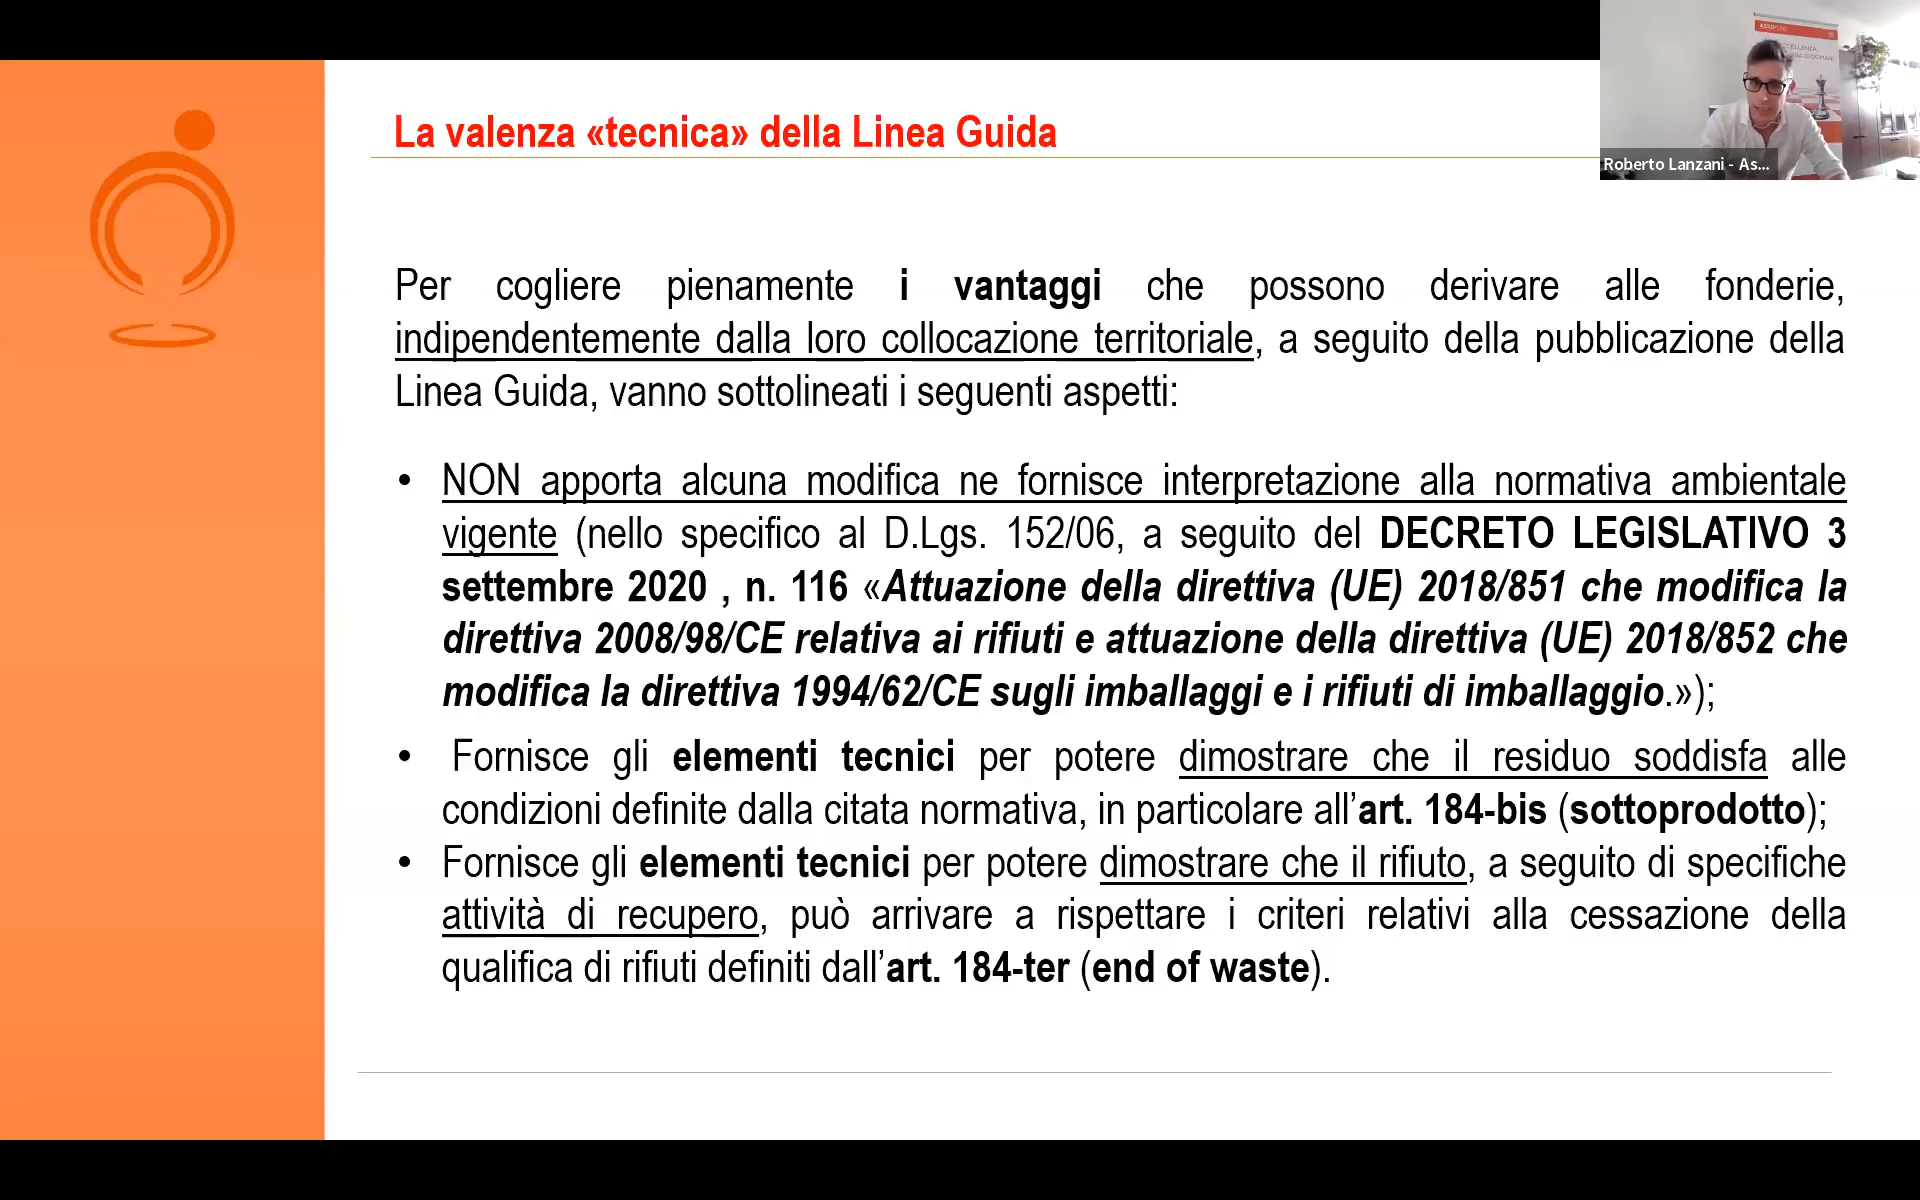 La valenza «tecnica» della Linea Guida
ASSOFOND
Roberto Lanzani - As...
Per cogliere pienamente i vantaggi che possono derivare alle fonderie,
indipendentemente dalla loro collocazione territoriale, a seguito della pubblicazione della
Linea Guida, vanno sottolineati i seguenti aspetti:
• NON apporta alcuna modifica ne fornisce interpretazione alla normativa ambientale
vigente (nello specifico al D.Lgs. 152/06, a seguito del DECRETO LEGISLATIVO 3
settembre 2020 , n. 116 «Attuazione della direttiva (UE) 2018/851 che modifica la
direttiva 2008/98/CE relativa ai rifiuti e attuazione della direttiva (UE) 2018/852 che
modifica la direttiva 1994/62/CE sugli imballaggi e i rifiuti di imballaggio.»);
• Fornisce gli elementi tecnici per potere dimostrare che il residuo soddisfa alle
condizioni definite dalla citata normativa, in particolare all’art. 184-bis (sottoprodotto);
• Fornisce gli elementi tecnici per potere dimostrare che il rifiuto, a seguito di specifiche
attività di recupero, può arrivare a rispettare i criteri relativi alla cessazione della
qualifica di rifiuti definiti dall’art. 184-ter (end of waste).